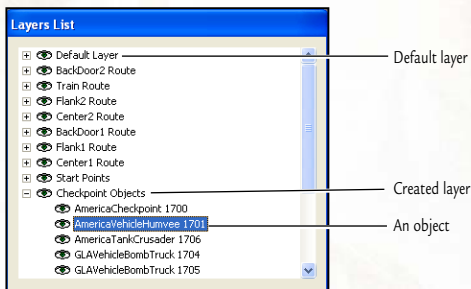 Layers List
Default Layer
BackDoor2 Route
Train Route
Flank2 Route
Center2 Route
BackDoor1 Route
Flank1 Route
Center1 Route
Start Points
Checkpoint Objects
AmericaCheckpoint 1700
AmericaVehicleHumvee 1701
AmericaTankCrusader 1706
GLAVehicleBombTruck 1704
GLAVehicleBombTruck 1705
Default layer
Created layer
An object